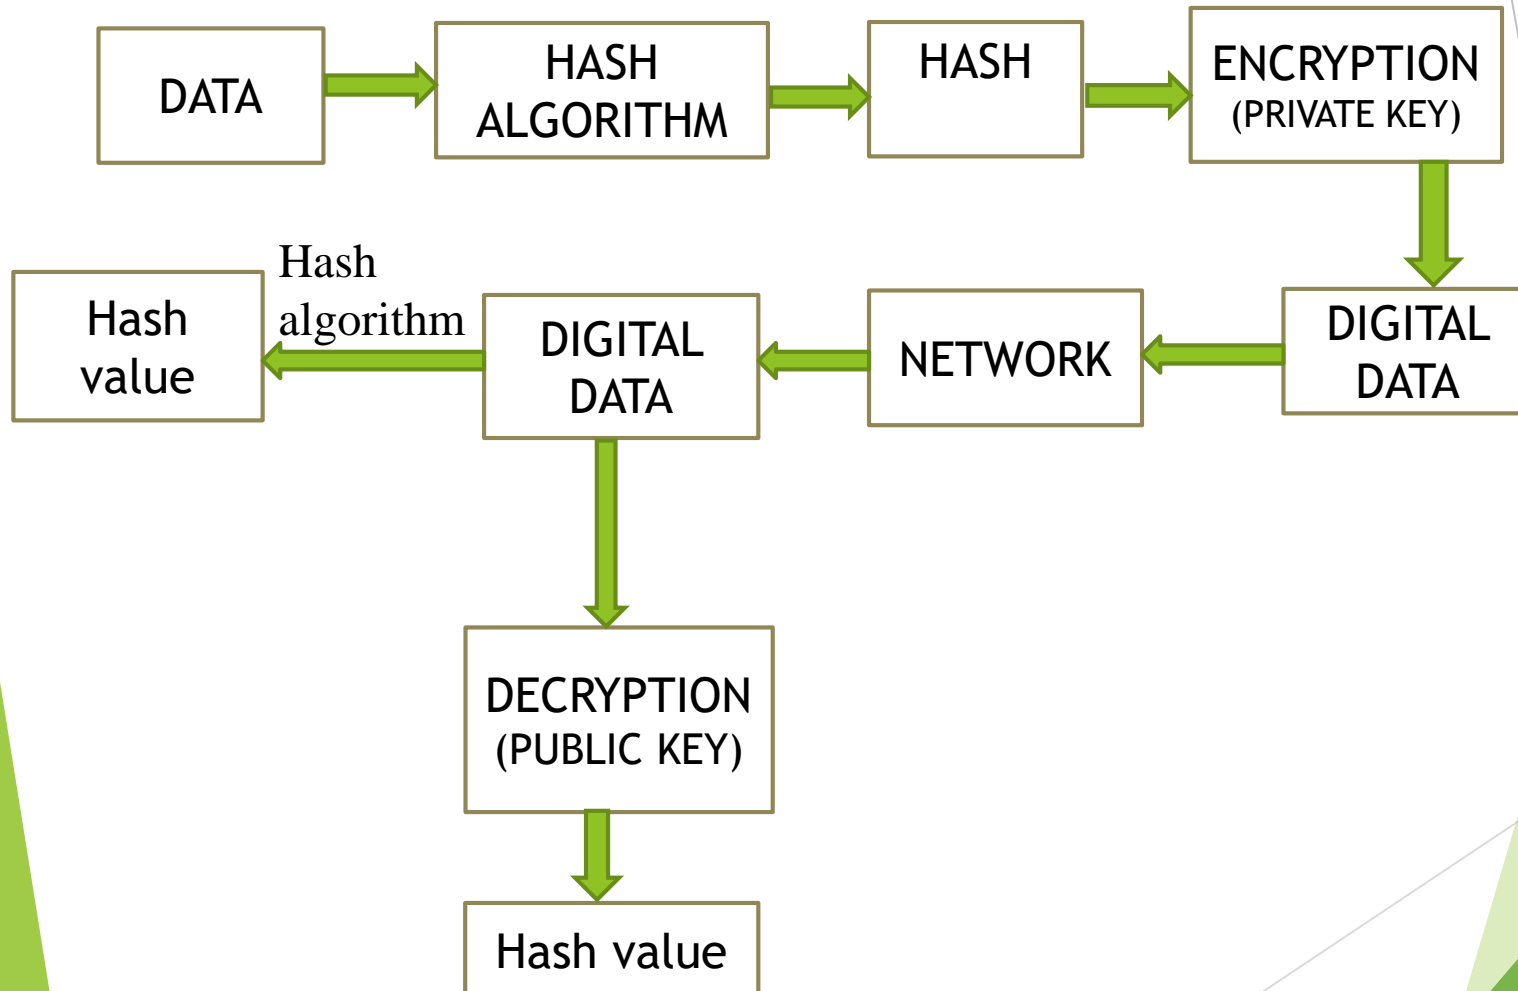 DATA
HASH
ALGORITHM
HASH
ENCRYPTION
(PRIVATE KEY)
Hash
value
Hash
algorithm
DIGITAL
DATA
NETWORK
DIGITAL
DATA
DECRYPTION
(PUBLIC KEY)
Hash value